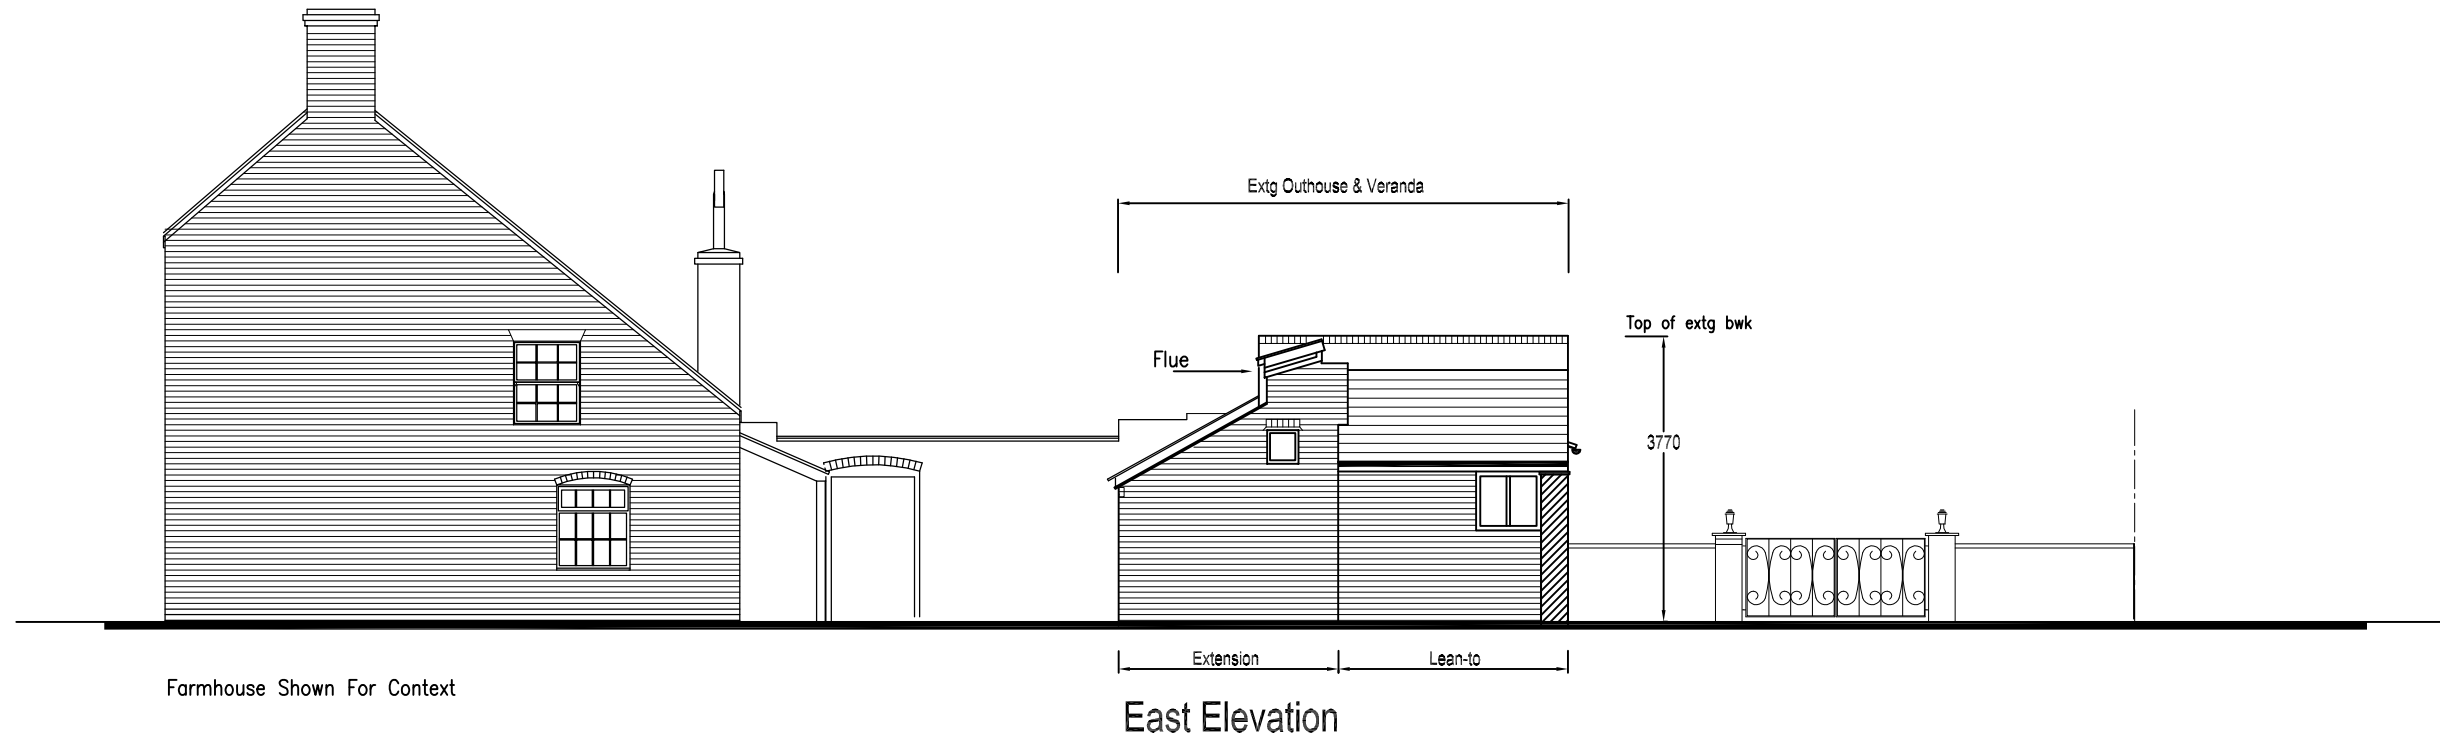 Extg Outhouse & Veranda
Top of extg bwk
Flue
3770
Extension
Lean-to
Farmhouse Shown For Context
East Elevation